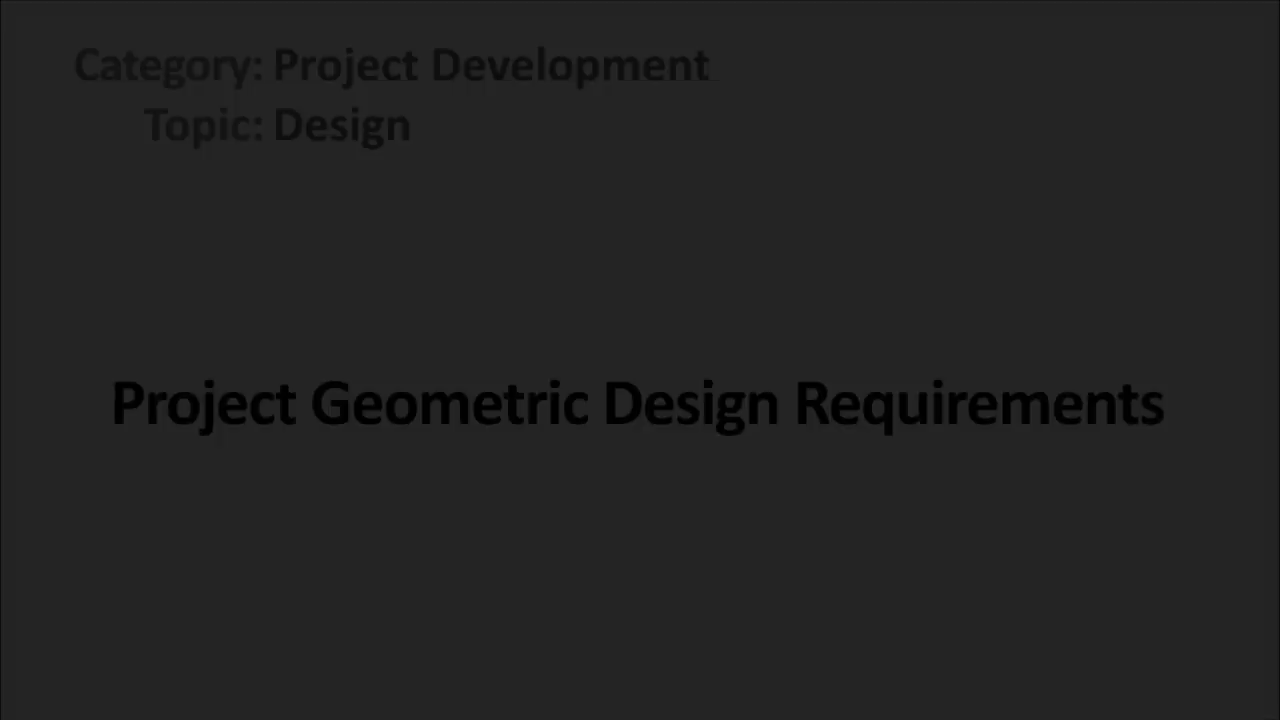 Category: Project Development
Topic: Design
Project Geometric Design Requirements